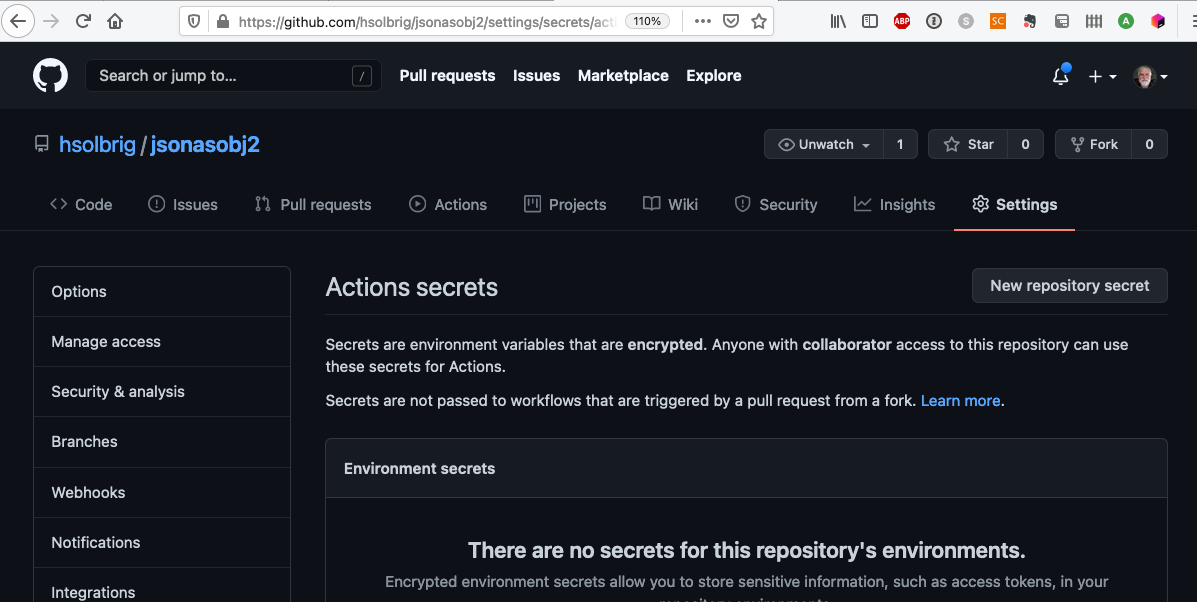 https://github.com/hsolbrig/jsonasobj2/settings/secrets/acti 110%
ABP S SC A
Search or jump to... / Pull requests Issues Marketplace Explore
hsolbrig / jsonasobj2 Unwatch 1 Star 0 Fork 0
Code Issues Pull requests Actions Projects Wiki Security Insights Settings
Options
Manage access
Security & analysis
Branches
Webhooks
Notifications
Integrations
Actions secrets New repository secret
Secrets are environment variables that are encrypted. Anyone with collaborator access to this repository can use
these secrets for Actions.
Secrets are not passed to workflows that are triggered by a pull request from a fork. Learn more.
Environment secrets
There are no secrets for this repository's environments.
Encrypted environment secrets allow you to store sensitive information, such as access tokens, in your